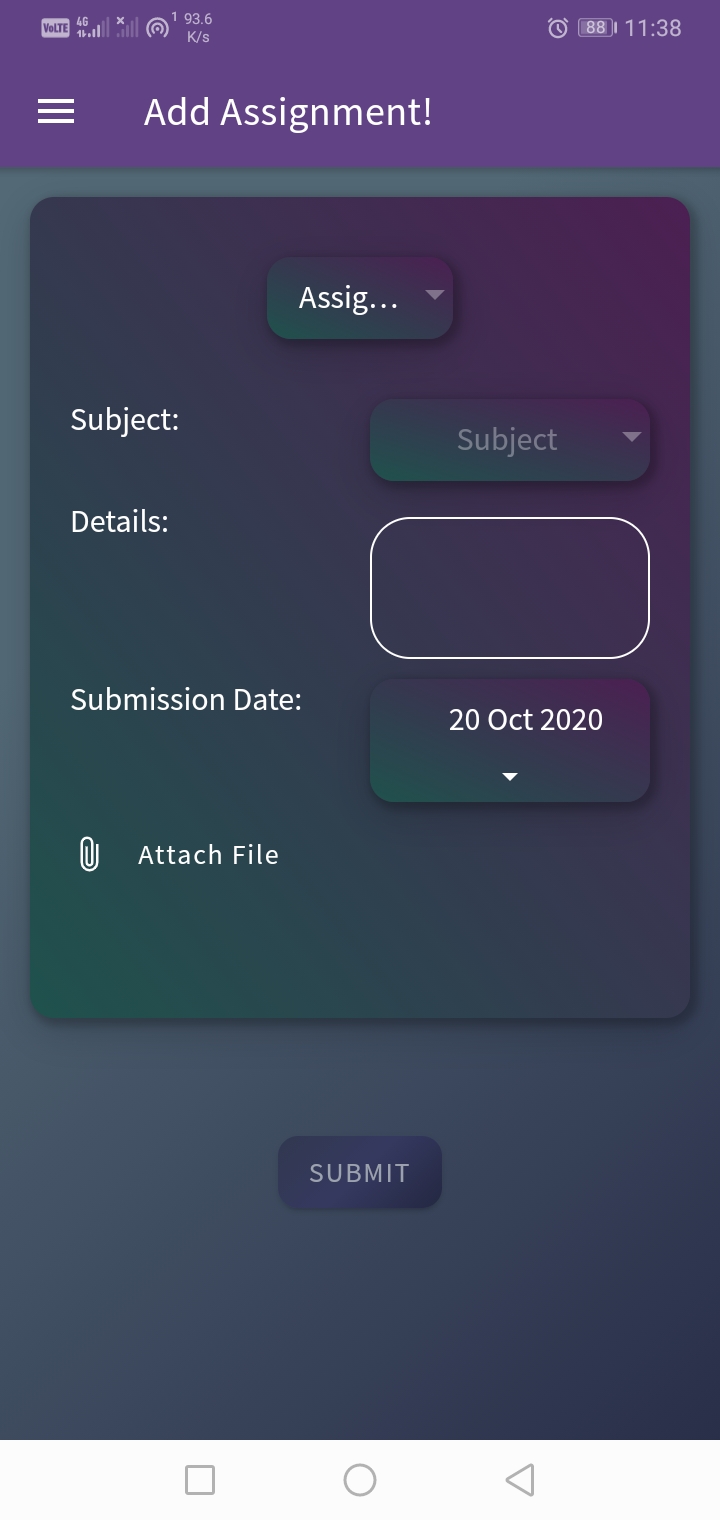 VoLTE 4G 1 93.6 K/s 88 11:38
Add Assignment!
Assig...
Subject: Subject
Details:
Submission Date: 20 Oct 2020
Attach File
SUBMIT